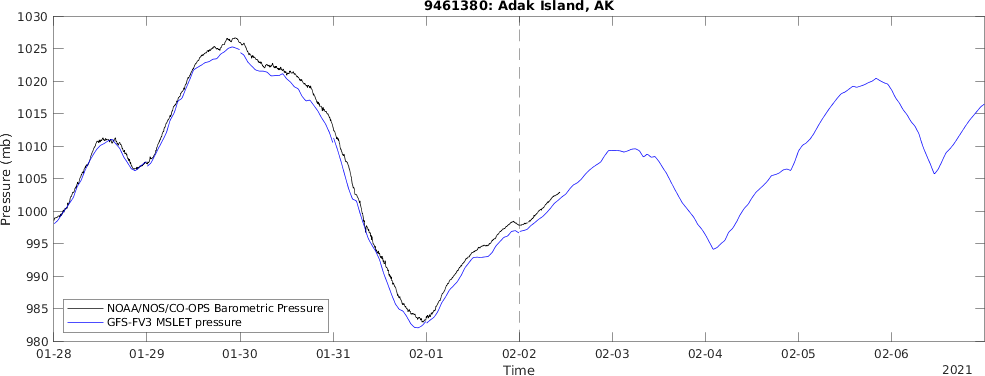 9461380: Adak Island, AK
Pressure (mb)
1030
1025
1020
1015
1010
1005
1000
995
990
985
980
NOAA/NOS/CO-OPS Barometric Pressure
GFS-FV3 MSLET pressure
01-28 01-29 01-30 01-31 02-01 02-02 02-03 02-04 02-05 02-06
Time
2021